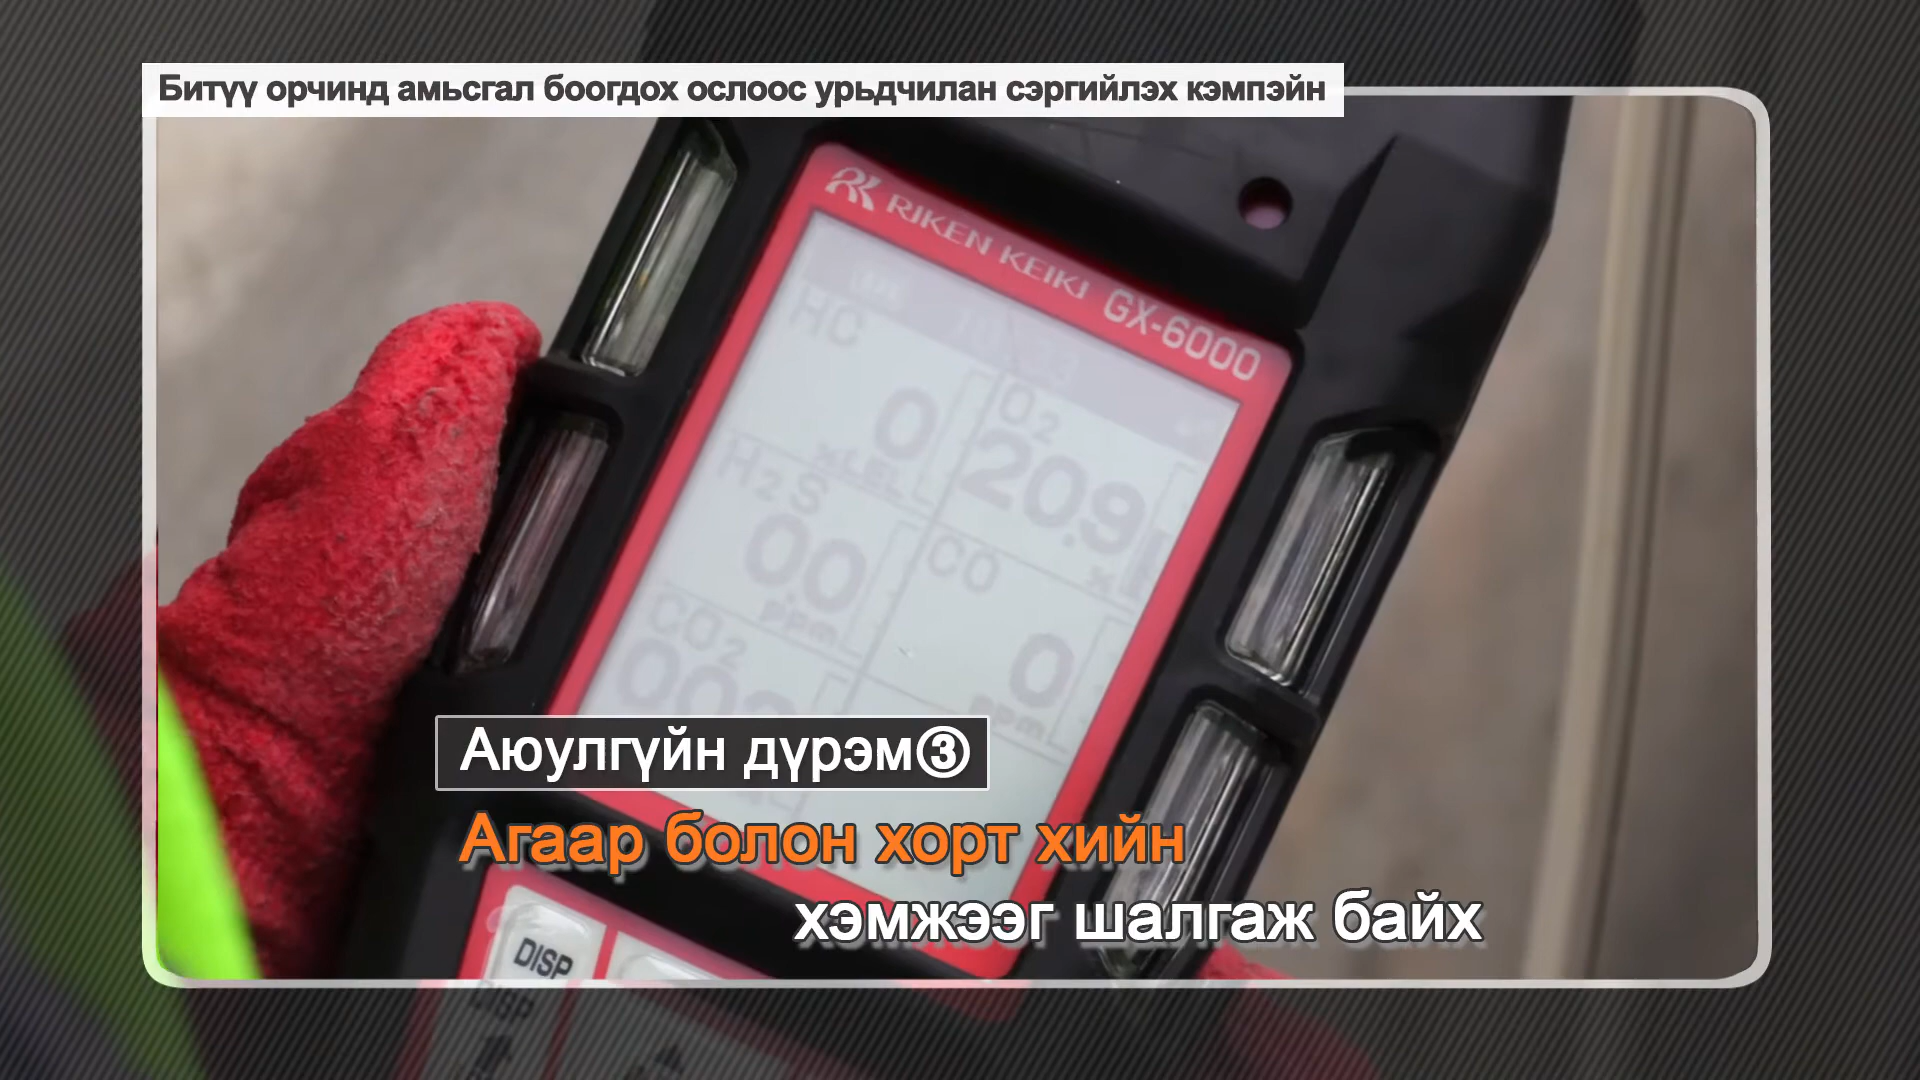 Битүү орчинд амьсгал боогдох ослоос урьдчилан сэргийлэх кэмпэйн
RIKEN KEIKI GX-6000
HC
0
%LEL
O2
20.9
%
H2S
0.0
ppm
CO
0
ppm
CO2
Аюулгүйн дүрэм③
Агаар болон хорт хийн
хэмжээг шалгаж байх
DISP